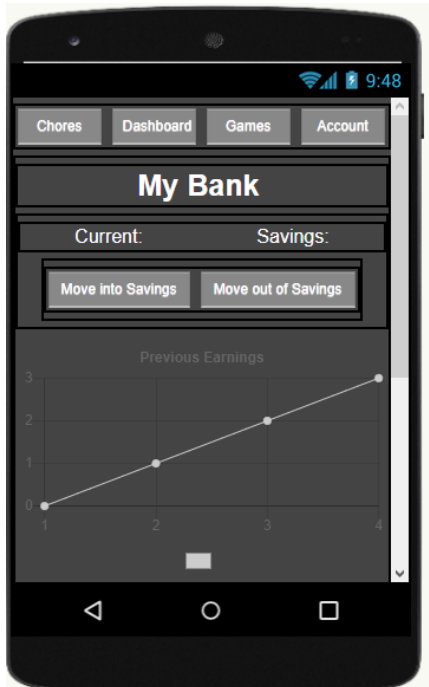 9:48
Chores Dashboard Games Account
My Bank
Current: Savings:
Move into Savings Move out of Savings
Previous Earnings
3
2
1
0
1 2 3 4